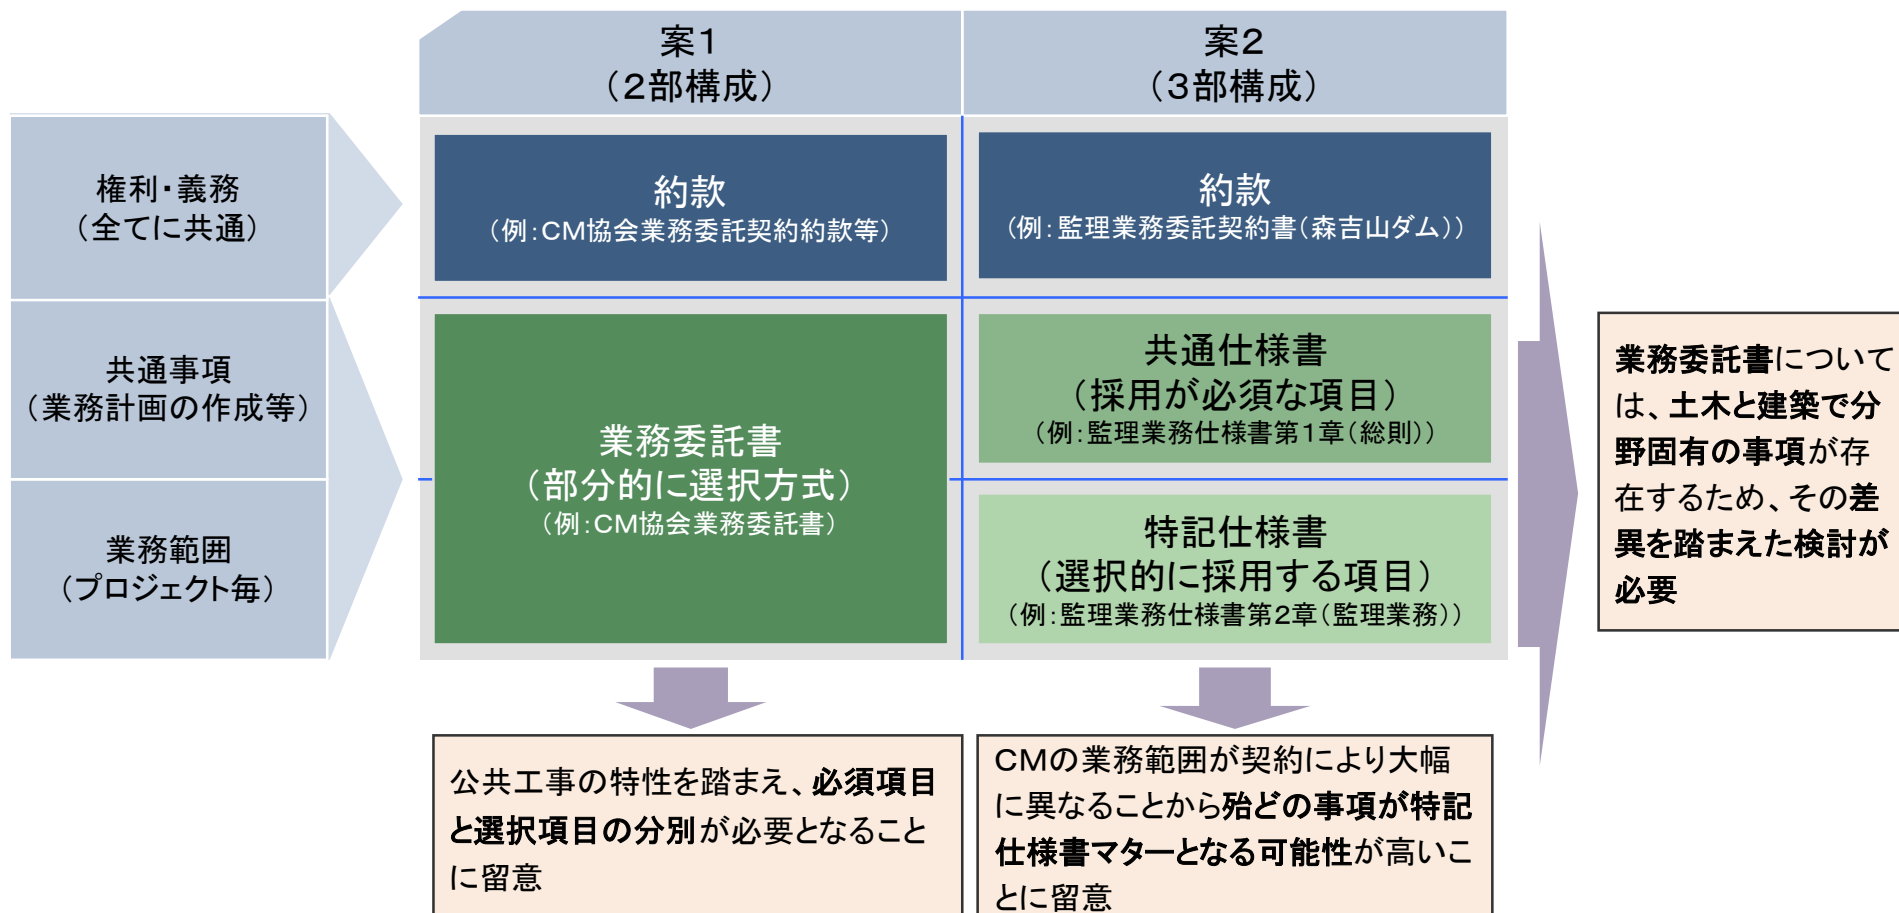 案1
（2部構成）
案2
（3部構成）
権利・義務
（全てに共通）
約款
（例：CM協会業務委託契約約款等）
約款
（例：監理業務委託契約書（森吉山ダム））
共通事項
（業務計画の作成等）
業務範囲
（プロジェクト毎）
業務委託書
（部分的に選択方式）
（例：CM協会業務委託書）
共通仕様書
（採用が必須な項目）
（例：監理業務仕様書第1章（総則））
特記仕様書
（選択的に採用する項目）
（例：監理業務仕様書第2章（監理業務））
業務委託書について
は、土木と建築で分
野固有の事項が存
在するため、その差
異を踏まえた検討が
必要
公共工事の特性を踏まえ、必須項目
と選択項目の分別が必要となること
に留意
CMの業務範囲が契約により大幅
に異なることから殆どの事項が特記
仕様書マターとなる可能性が高いこ
とに留意